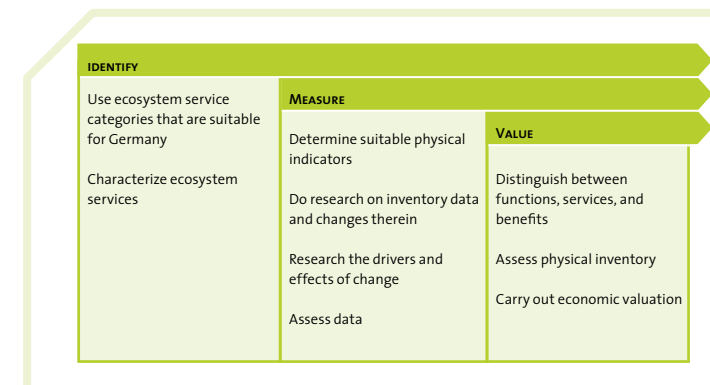 IDENTIFY
Use ecosystem service
categories that are suitable
for Germany
Characterize ecosystem
services
MEASURE
Determine suitable physical
indicators
Do research on inventory data
and changes therein
Research the drivers and
effects of change
Assess data
VALUE
Distinguish between
functions, services, and
benefits
Assess physical inventory
Carry out economic valuation